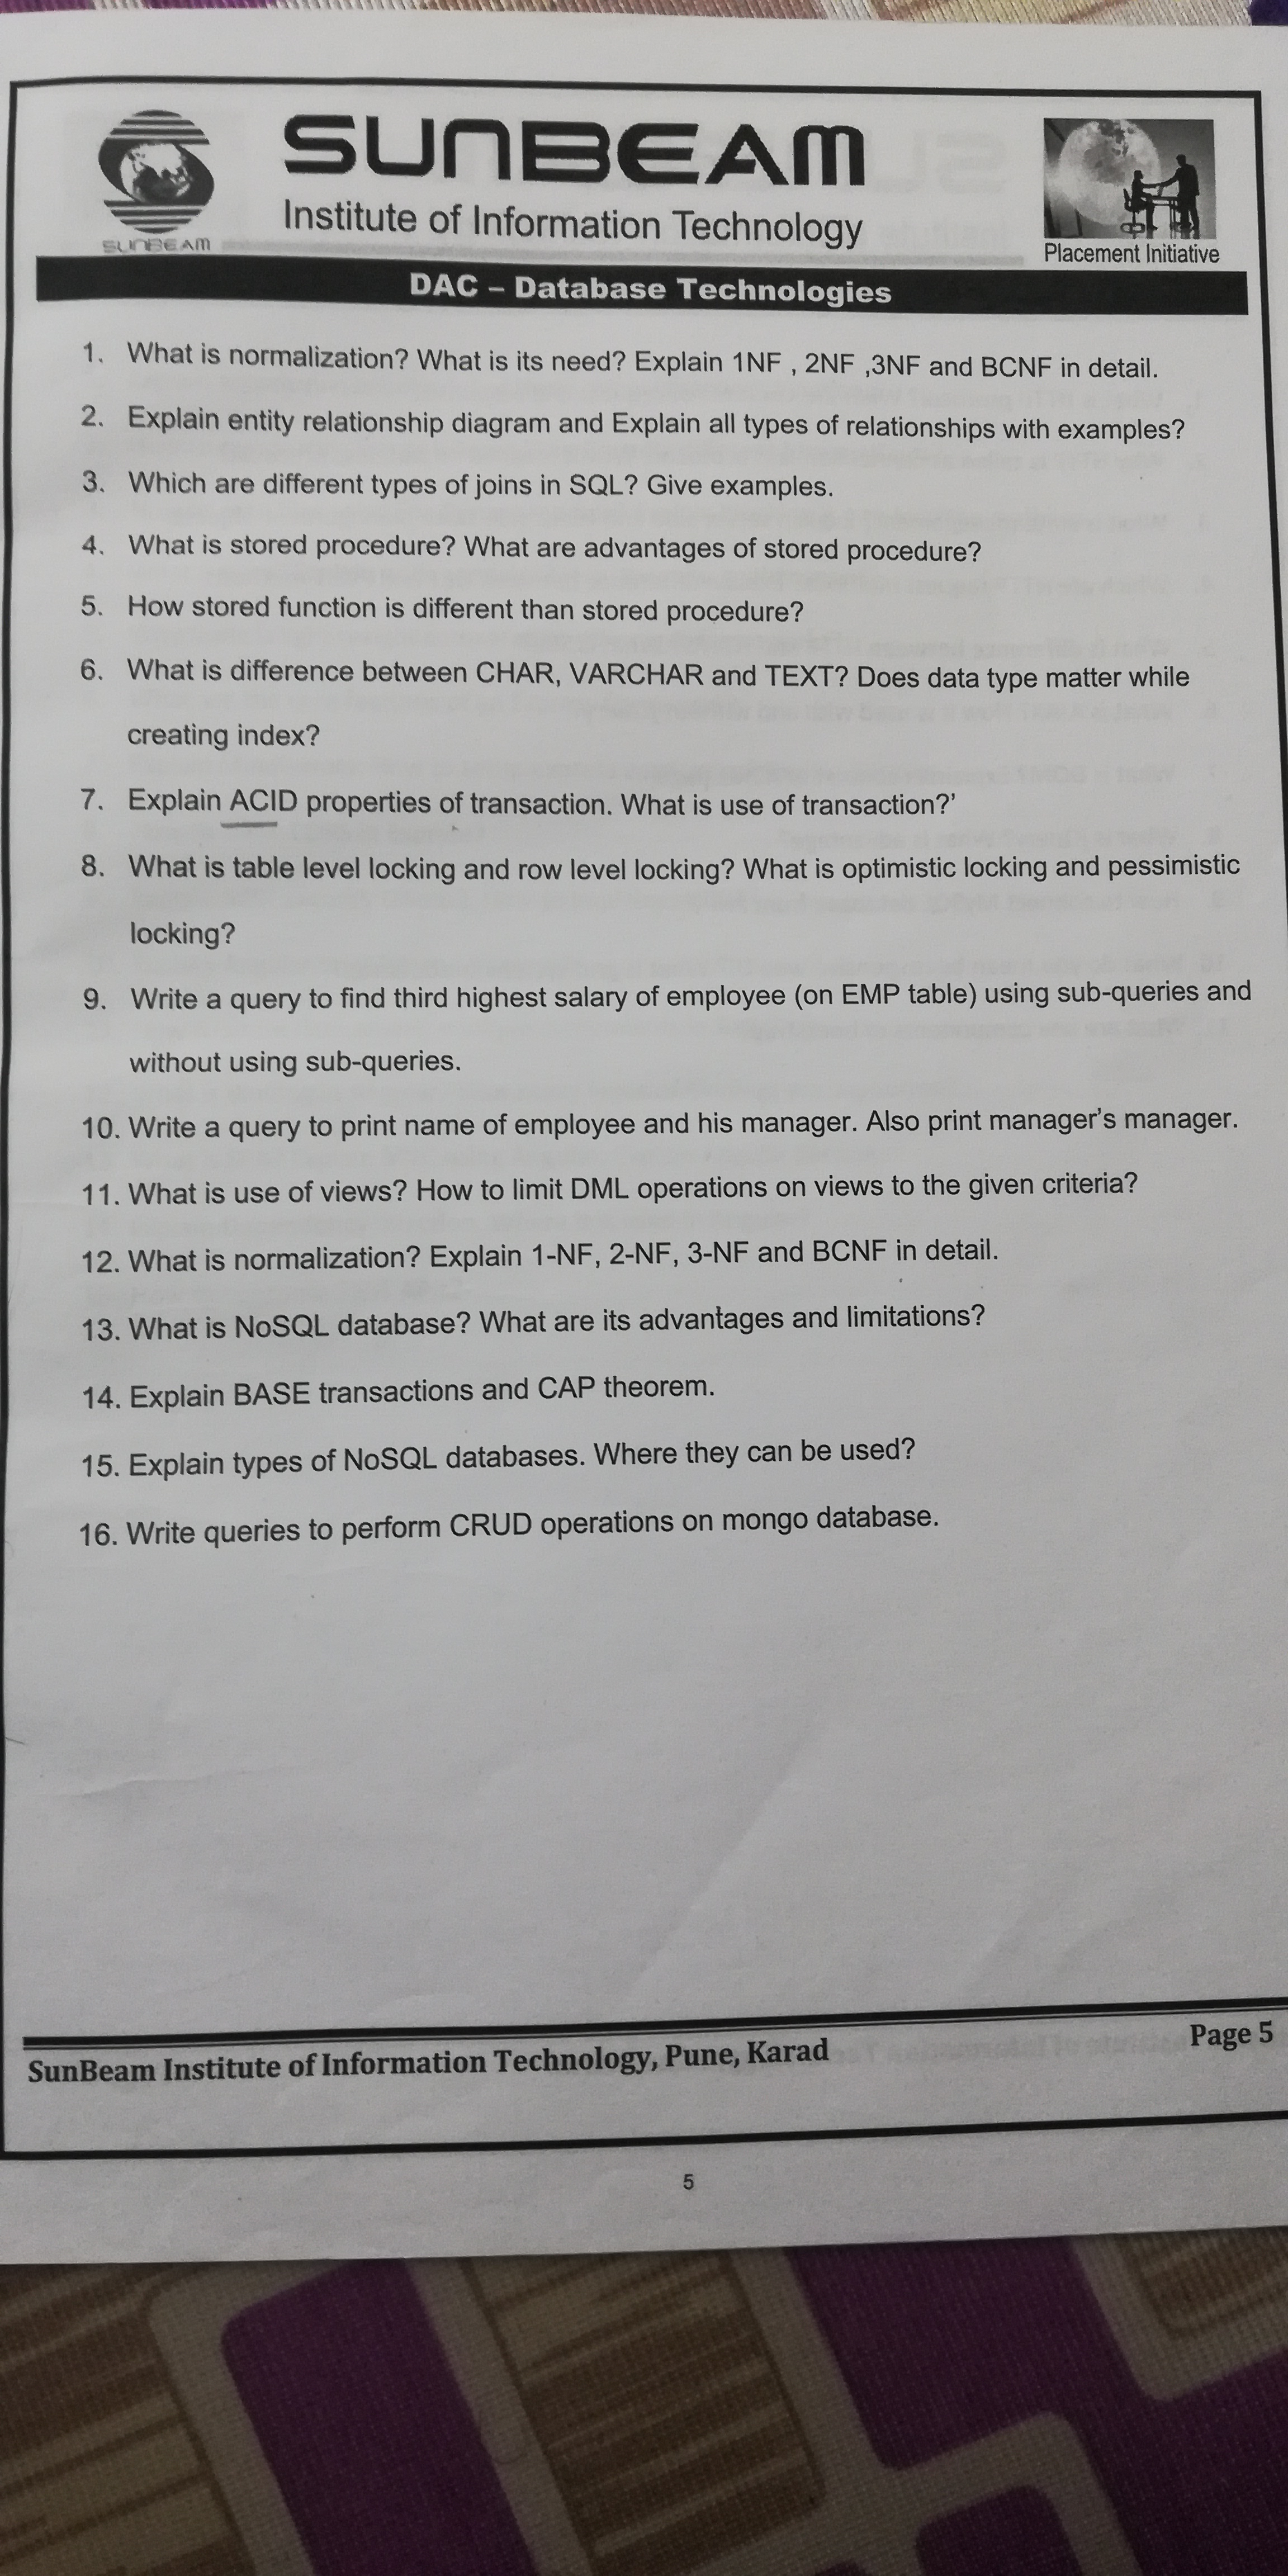 SUNBEAM
Institute of Information Technology
SUNBEAM
Placement Initiative
DAC – Database Technologies
1. What is normalization? What is its need? Explain 1NF , 2NF ,3NF and BCNF in detail.
2. Explain entity relationship diagram and Explain all types of relationships with examples?
3. Which are different types of joins in SQL? Give examples.
4. What is stored procedure? What are advantages of stored procedure?
5. How stored function is different than stored procedure?
6. What is difference between CHAR, VARCHAR and TEXT? Does data type matter while
creating index?
7. Explain ACID properties of transaction. What is use of transaction?’
8. What is table level locking and row level locking? What is optimistic locking and pessimistic
locking?
9. Write a query to find third highest salary of employee (on EMP table) using sub-queries and
without using sub-queries.
10. Write a query to print name of employee and his manager. Also print manager’s manager.
11. What is use of views? How to limit DML operations on views to the given criteria?
12. What is normalization? Explain 1-NF, 2-NF, 3-NF and BCNF in detail.
13. What is NoSQL database? What are its advantages and limitations?
14. Explain BASE transactions and CAP theorem.
15. Explain types of NoSQL databases. Where they can be used?
16. Write queries to perform CRUD operations on mongo database.
SunBeam Institute of Information Technology, Pune, Karad
Page 5
5